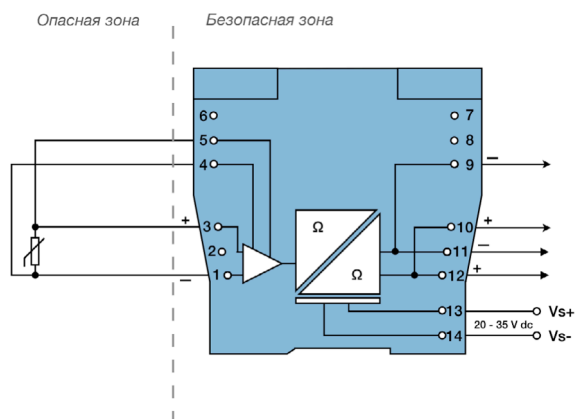 Опасная зона
Безопасная зона
6
7
5
8
4
9
–
+
3
10
+
Ω
2
11
–
Ω
–
1
12
+
13
Vs+
20 - 35 V dc
14
Vs-